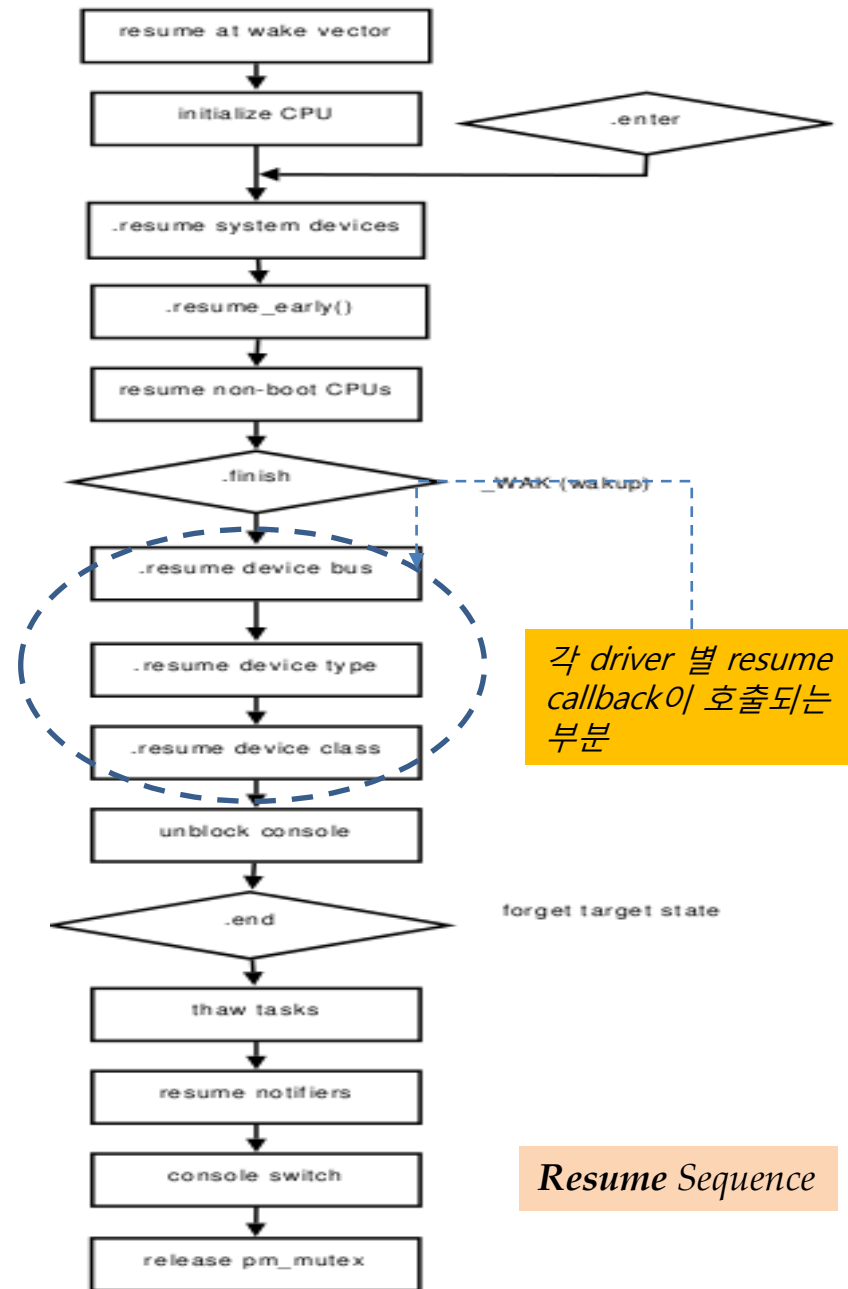 resume at wake vector
initialize CPU
.enter
.resume system devices
.resume_early()
resume non-boot CPUs
.finish
_WAK (wakup)
.resume device bus
각 driver 별 resume
callback이 호출되는
부분
.resume device type
.resume device class
unblock console
.end
forget target state
thaw tasks
resume notifiers
console switch
Resume Sequence
release pm_mutex